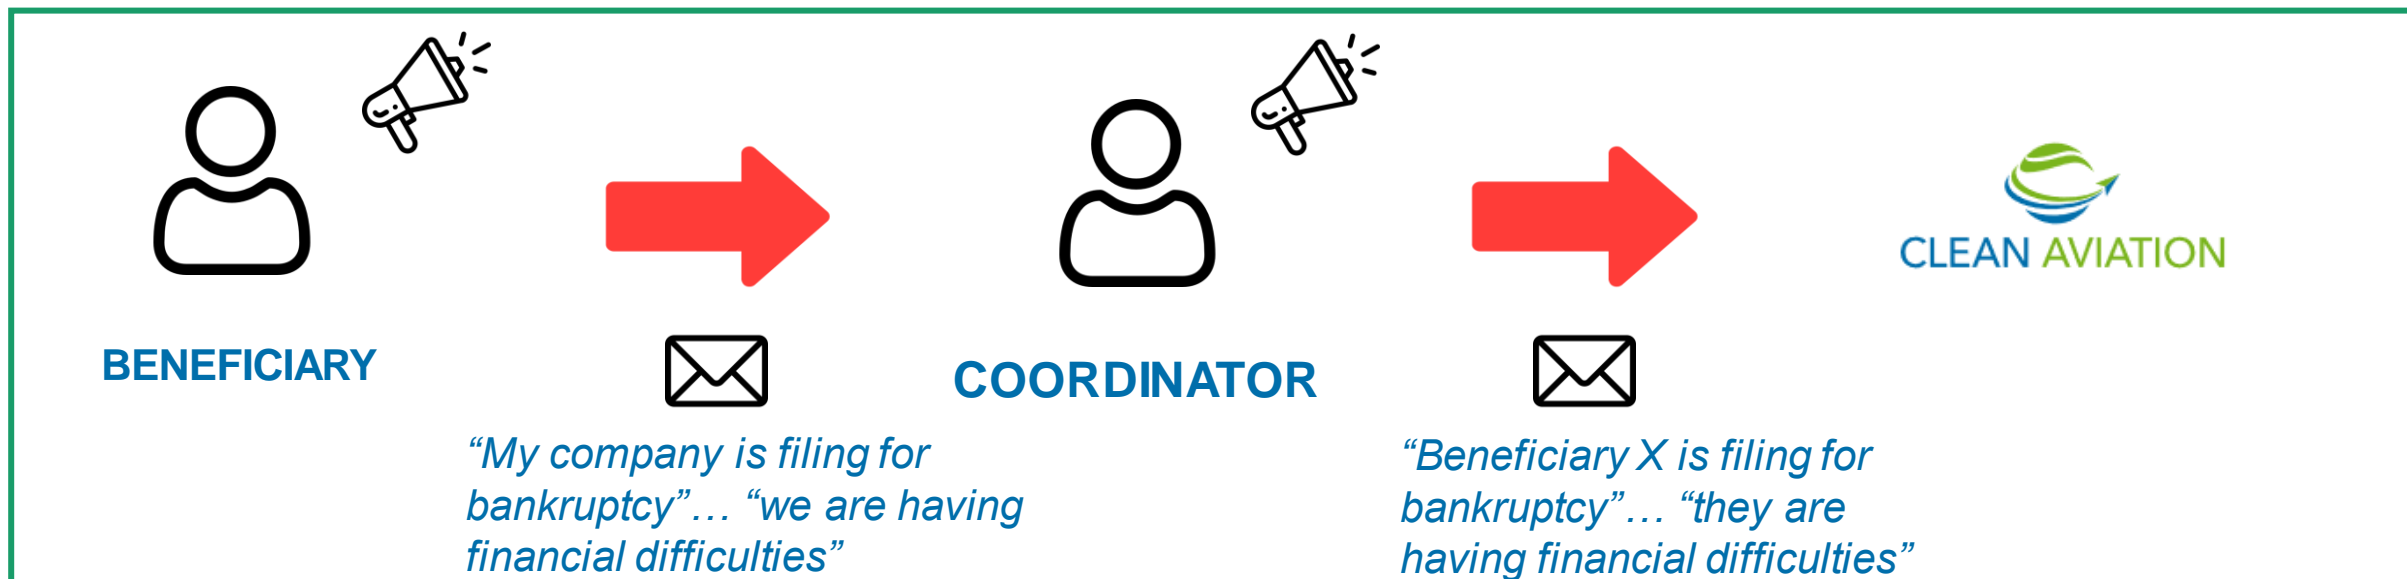 CLEAN AVIATION
BENEFICIARY
COORDINATOR
“My company is filing for
bankruptcy”… “we are having
financial difficulties”
“Beneficiary X is filing for
bankruptcy”… “they are
having financial difficulties”